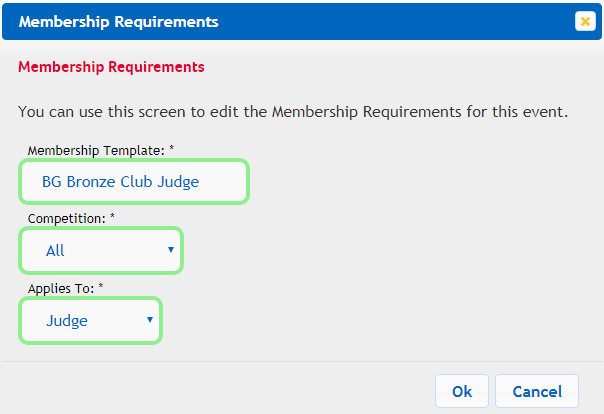 Membership Requirements
Membership Requirements
You can use this screen to edit the Membership Requirements for this event.
Membership Template: *
BG Bronze Club Judge
Competition: *
All
Applies To: *
Judge
Ok Cancel